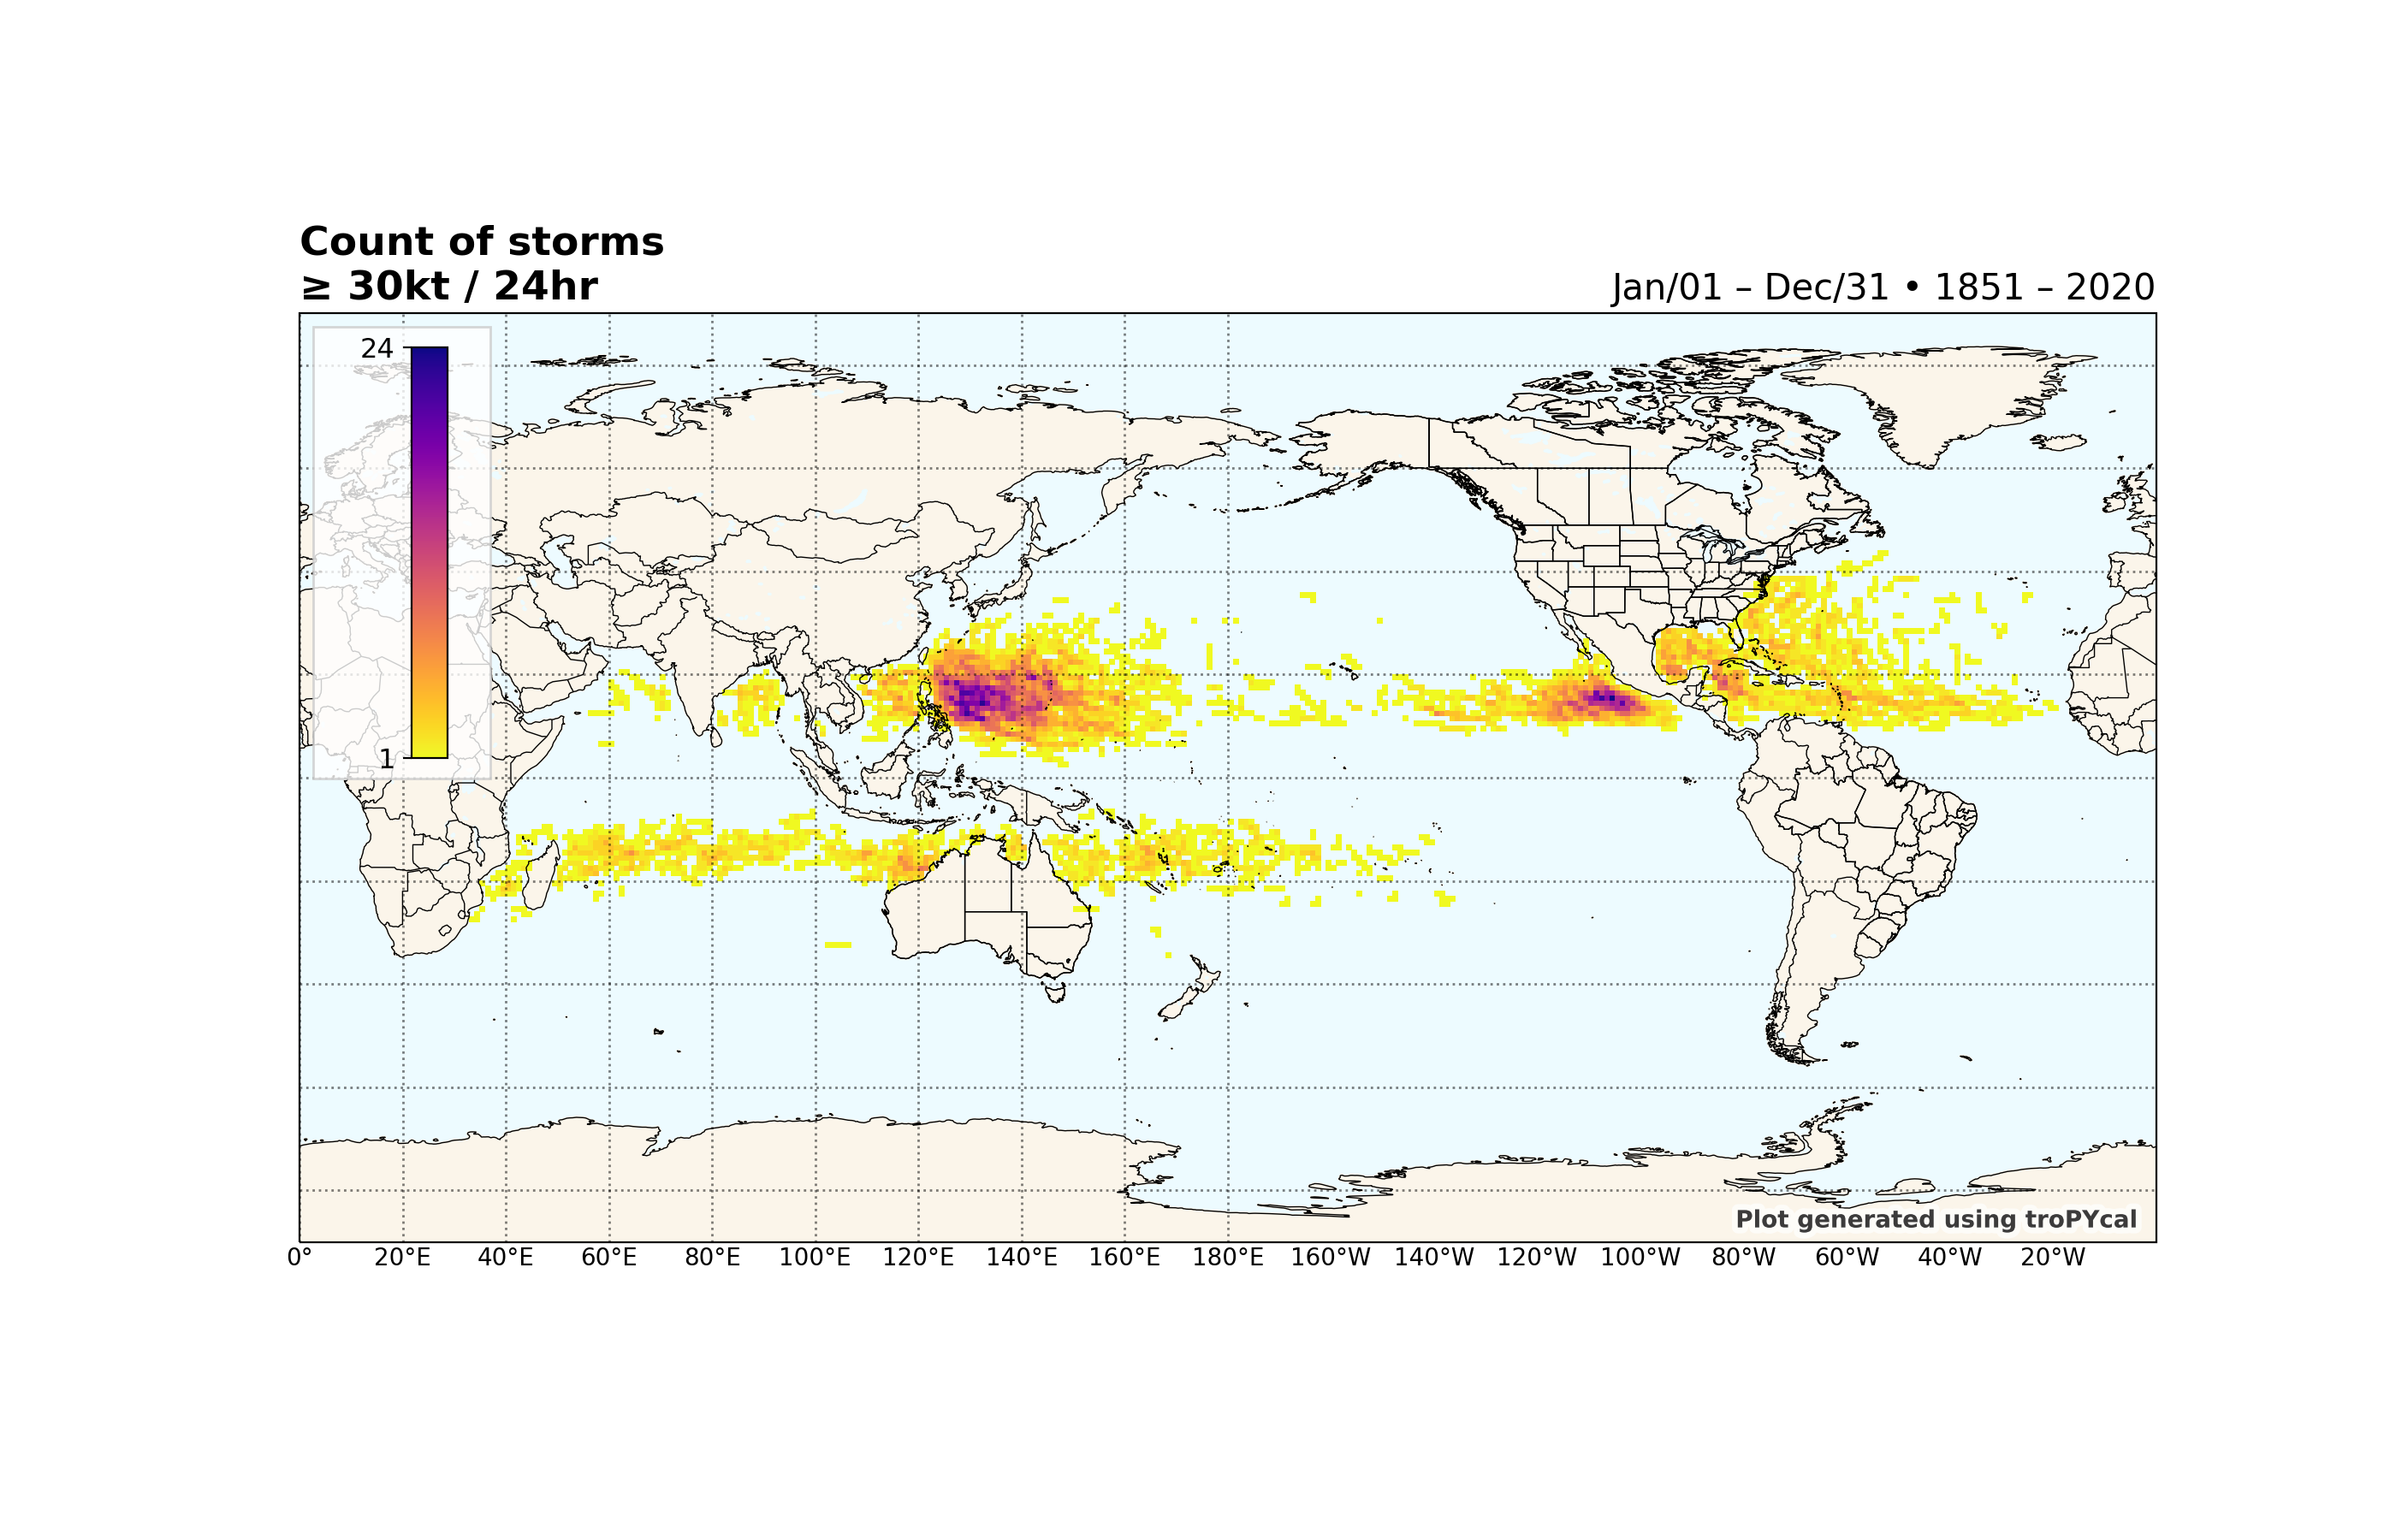 Count of storms
≥ 30kt / 24hr
Jan/01 – Dec/31 • 1851 – 2020
24
1
Plot generated using troPYcal
0° 20°E 40°E 60°E 80°E 100°E 120°E 140°E 160°E 180°E 160°W 140°W 120°W 100°W 80°W 60°W 40°W 20°W